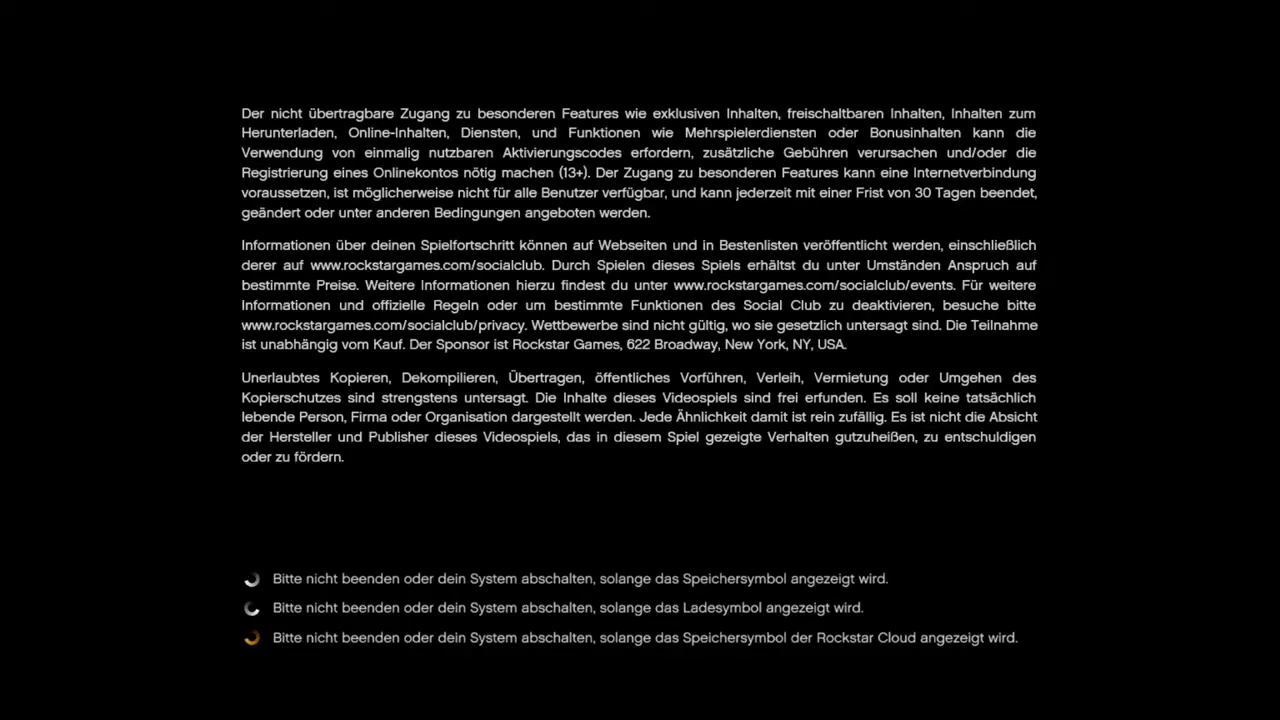 Der nicht übertragbare Zugang zu besonderen Features wie exklusiven Inhalten, freischaltbaren Inhalten, Inhalten zum
Herunterladen, Online-Inhalten, Diensten, und Funktionen wie Mehrspielerdiensten oder Bonusinhalten kann die
Verwendung von einmalig nutzbaren Aktivierungscodes erfordern, zusätzliche Gebühren verursachen und/oder die
Registrierung eines Onlinekontos nötig machen (13+). Der Zugang zu besonderen Features kann eine Internetverbindung
voraussetzen, ist möglicherweise nicht für alle Benutzer verfügbar, und kann jederzeit mit einer Frist von 30 Tagen beendet,
geändert oder unter anderen Bedingungen angeboten werden.
Informationen über deinen Spielfortschritt können auf Webseiten und in Bestenlisten veröffentlicht werden, einschließlich
derer auf www.rockstargames.com/socialclub. Durch Spielen dieses Spiels erhältst du unter Umständen Anspruch auf
bestimmte Preise. Weitere Informationen hierzu findest du unter www.rockstargames.com/socialclub/events. Für weitere
Informationen und offizielle Regeln oder um bestimmte Funktionen des Social Club zu deaktivieren, besuche bitte
www.rockstargames.com/socialclub/privacy. Wettbewerbe sind nicht gültig, wo sie gesetzlich untersagt sind. Die Teilnahme
ist unabhängig vom Kauf. Der Sponsor ist Rockstar Games, 622 Broadway, New York, NY, USA.
Unerlaubtes Kopieren, Dekompilieren, Übertragen, öffentliches Vorführen, Verleih, Vermietung oder Umgehen des
Kopierschutzes sind strengstens untersagt. Die Inhalte dieses Videospiels sind frei erfunden. Es soll keine tatsächlich
lebende Person, Firma oder Organisation dargestellt werden. Jede Ähnlichkeit damit ist rein zufällig. Es ist nicht die Absicht
der Hersteller und Publisher dieses Videospiels, das in diesem Spiel gezeigte Verhalten gutzuheißen, zu entschuldigen
oder zu fördern.
Bitte nicht beenden oder dein System abschalten, solange das Speichersymbol angezeigt wird.
Bitte nicht beenden oder dein System abschalten, solange das Ladesymbol angezeigt wird.
Bitte nicht beenden oder dein System abschalten, solange das Speichersymbol der Rockstar Cloud angezeigt wird.